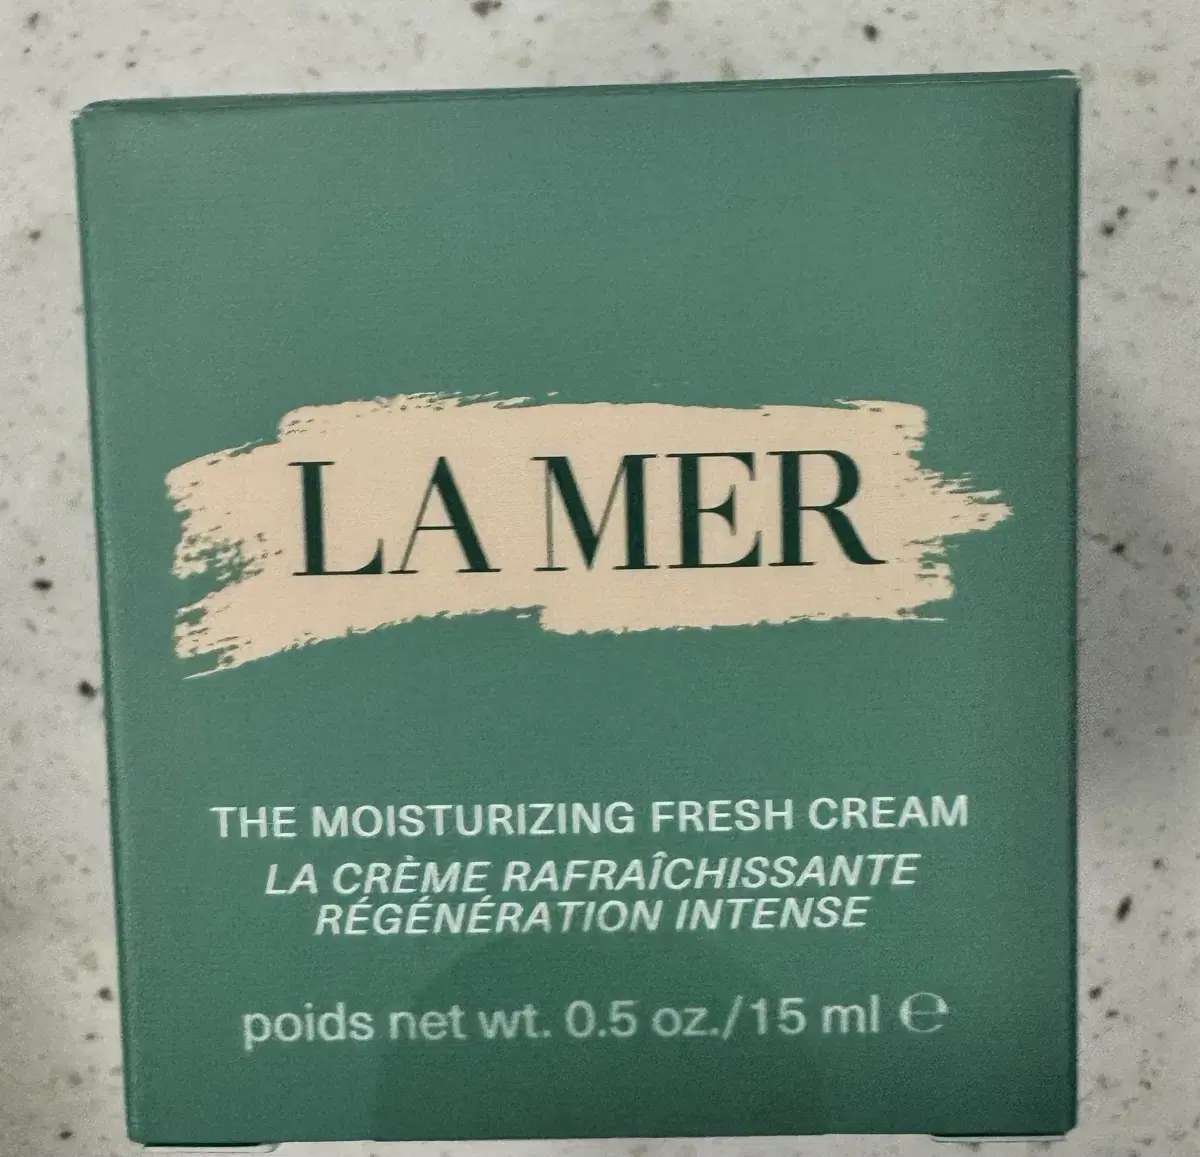 LA MER
THE MOISTURIZING FRESH CREAM
LA CRÈME RAFRAÎCHISSANTE
RÉGÉNÉRATION INTENSE
poids net wt. 0.5 oz./15 ml ℮